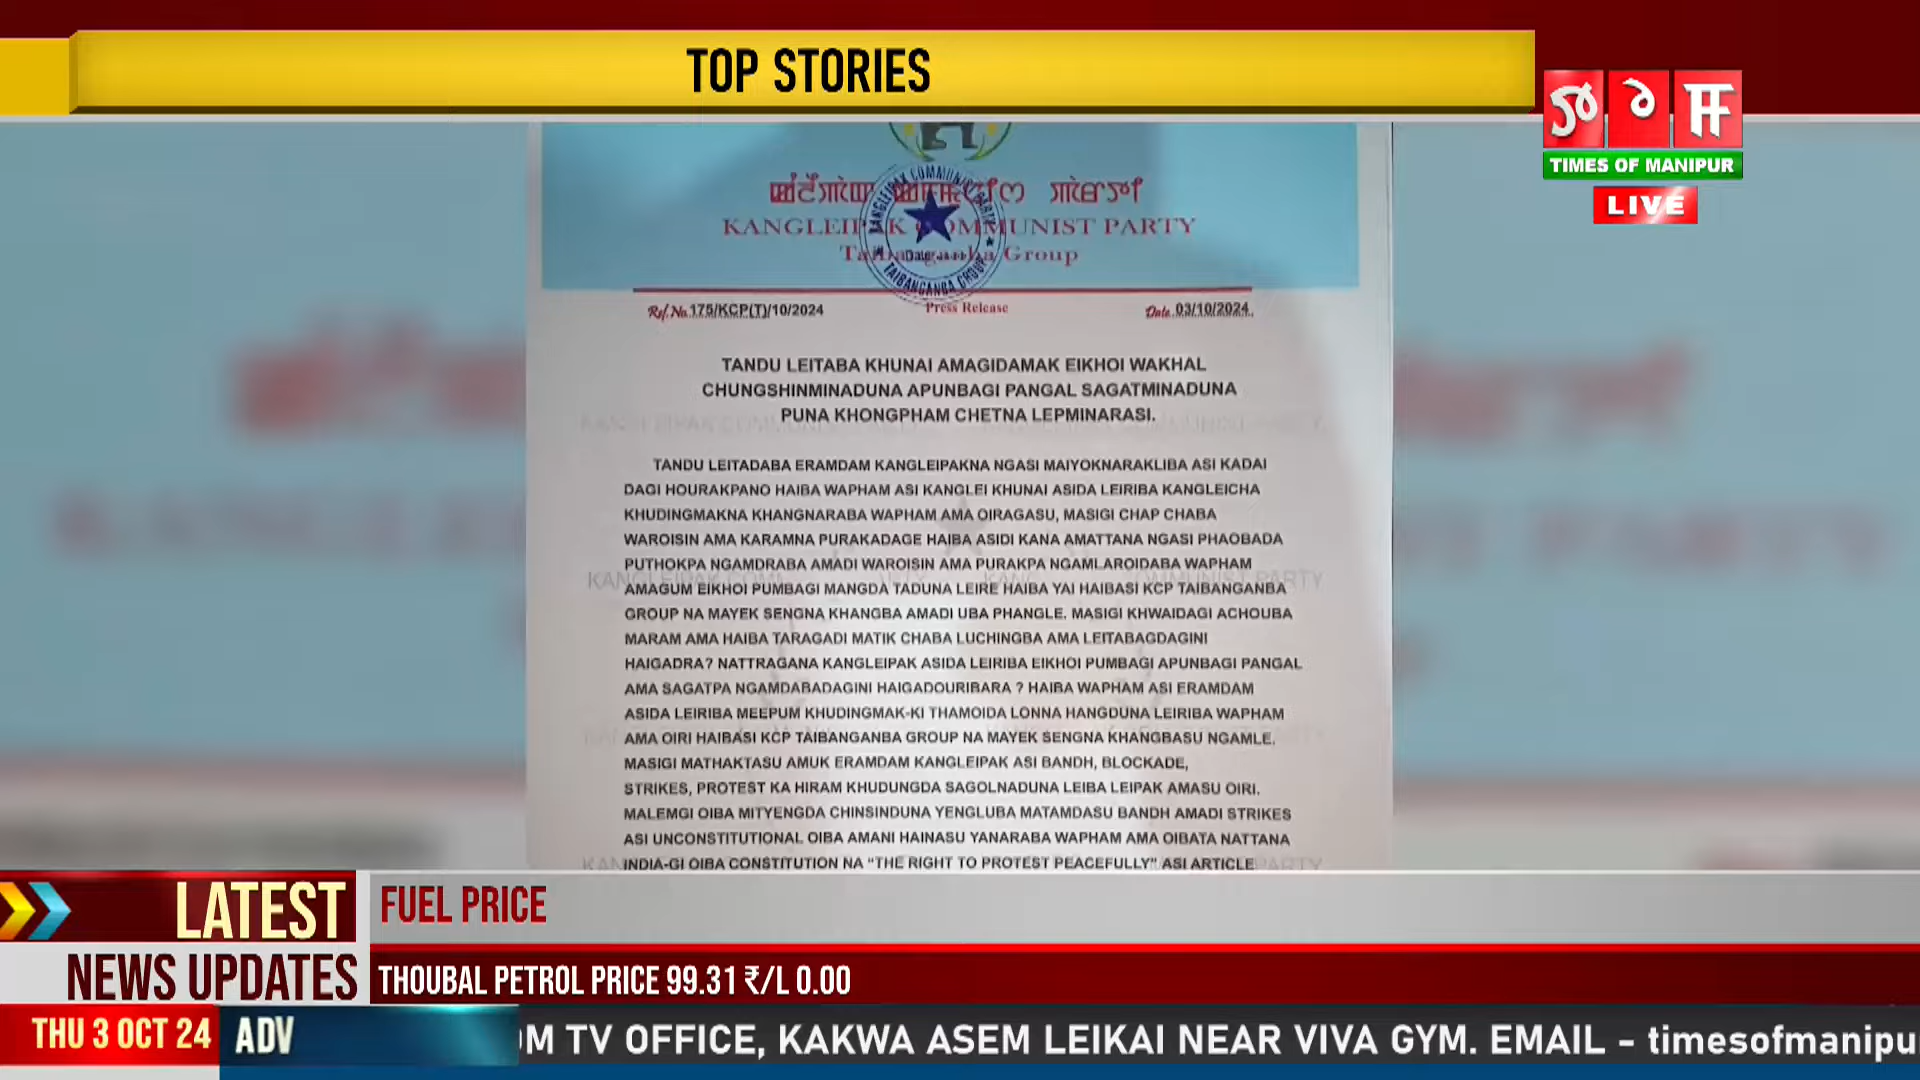 TOP STORIES
TIMES OF MANIPUR
LIVE
KANGLEIPAK COMMUNIST PARTY
Taibanganba Group
KANGLEIPAK COMMUNIST PARTY
TAIBANGANBA GROUP
Ref. No. 175/KCP(T)/10/2024
Press Release
Date. 03/10/2024
TANDU LEITABA KHUNAI AMAGIDAMAK EIKHOI WAKHAL
CHUNGSHINMINADUNA APUNBAGI PANGAL SAGATMINADUNA
PUNA KHONGPHAM CHETNA LEPMINARASI.
TANDU LEITADABA ERAMDAM KANGLEIPAKNA NGASI MAIYOKNARAKLIBA ASI KADAI
DAGI HOURAKPANO HAIBA WAPHAM ASI KANGLEI KHUNAI ASIDA LEIRIBA KANGLEICHA
KHUDINGMAKNA KHANGNARABA WAPHAM AMA OIRAGASU, MASIGI CHAP CHABA
WAROISIN AMA KARAMNA PURAKADAGE HAIBA ASIDI KANA AMATTANA NGASI PHAOBADA
PUTHOKPA NGAMDRABA AMADI WAROISIN AMA PURAKPA NGAMLAROIDABA WAPHAM
AMAGUM EIKHOI PUMBAGI MANGDA TADUNA LEIRE HAIBA YAI HAIBASI KCP TAIBANGANBA
GROUP NA MAYEK SENGNA KHANGBA AMADI UBA PHANGLE. MASIGI KHWAIDAGI ACHOUBA
MARAM AMA HAIBA TARAGADI MATIK CHABA LUCHINGBA AMA LEITABAGDAGINI
HAIGADRA? NATTRAGANA KANGLEIPAK ASIDA LEIRIBA EIKHOI PUMBAGI APUNBAGI PANGAL
AMA SAGATPA NGAMDABADAGINI HAIGADOURIBARA ? HAIBA WAPHAM ASI ERAMDAM
ASIDA LEIRIBA MEEPUM KHUDINGMAK-KI THAMOIDA LONNA HANGDUNA LEIRIBA WAPHAM
AMA OIRI HAIBASI KCP TAIBANGANBA GROUP NA MAYEK SENGNA KHANGBASU NGAMLE.
MASIGI MATHAKTASU AMUK ERAMDAM KANGLEIPAK ASI BANDH, BLOCKADE,
STRIKES, PROTEST KA HIRAM KHUDUNGDA SAGOLNADUNA LEIBA LEIPAK AMASU OIRI.
MALEMGI OIBA MITYENGDA CHINSINDUNA YENGLUBA MATAMDASU BANDH AMADI STRIKES
ASI UNCONSTITUTIONAL OIBA AMANI HAINASU YANARABA WAPHAM AMA OIBATA NATTANA
INDIA-GI OIBA CONSTITUTION NA "THE RIGHT TO PROTEST PEACEFULLY" ASI ARTICLE
LATEST
NEWS UPDATES
FUEL PRICE
THOUBAL PETROL PRICE 99.31 ₹/L 0.00
THU 3 OCT 24
ADV
OM TV OFFICE, KAKWA ASEM LEIKAI NEAR VIVA GYM. EMAIL - timesofmanipu